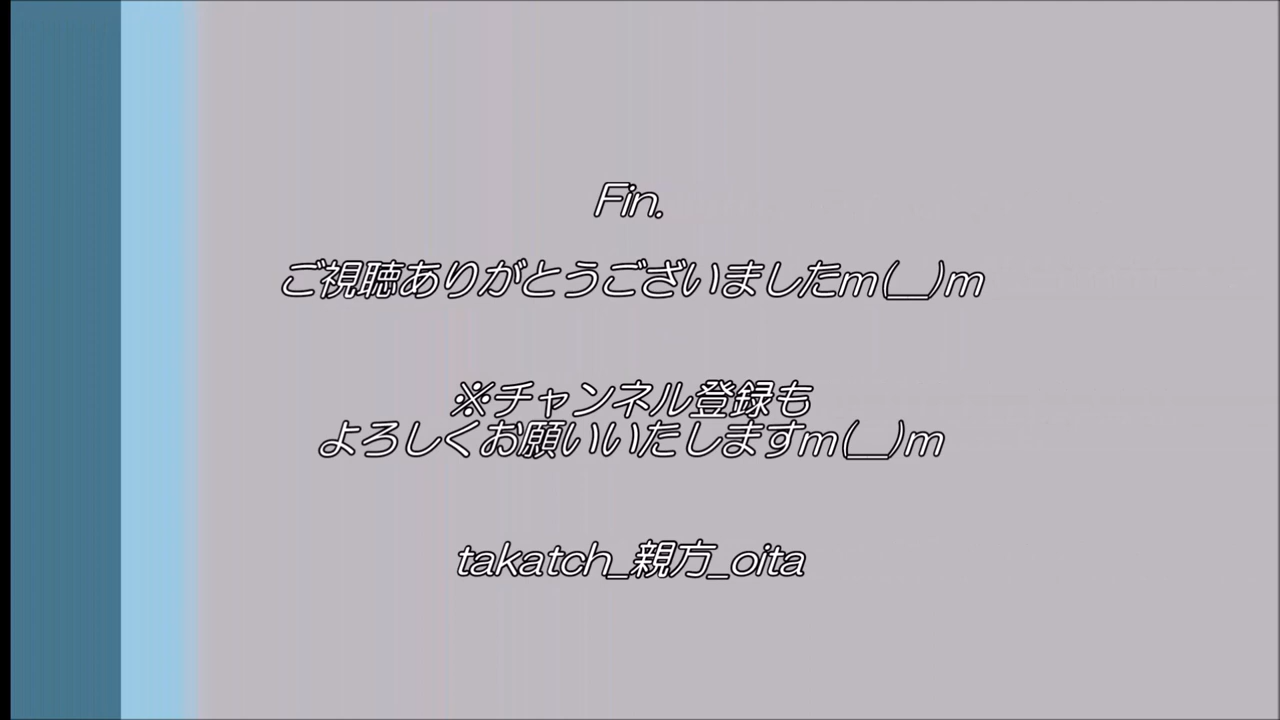 Fin.
ご視聴ありがとうございましたm(__)m
※チャンネル登録も
よろしくお願いいたしますm(__)m
takatch_親方_oita